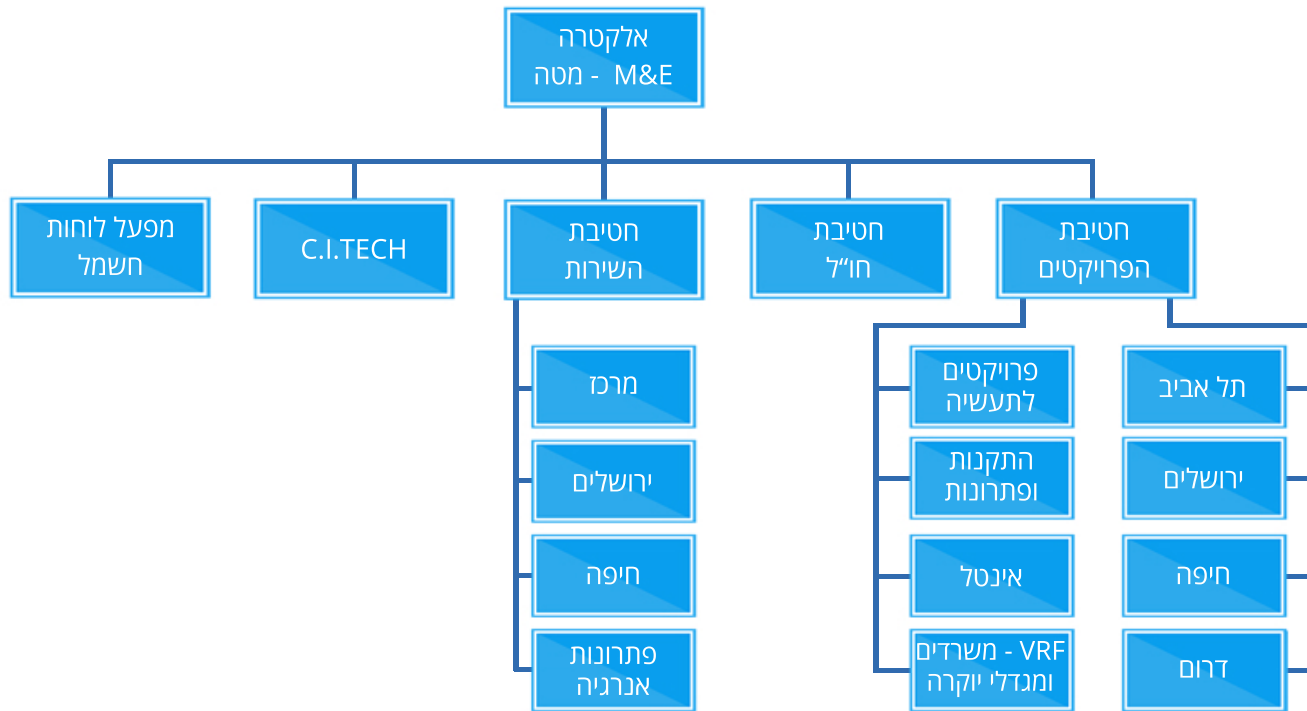 אלקטרה
M&E - מטה
חטיבת
הפרויקטים
חטיבת
חו“ל
חטיבת
השירות
C.I.TECH
מפעל לוחות
חשמל
תל אביב
ירושלים
חיפה
דרום
פרויקטים
לתעשיה
התקנות
ופתרונות
אינטל
VRF - משרדים
ומגדלי יוקרה
מרכז
ירושלים
חיפה
פתרונות
אנרגיה